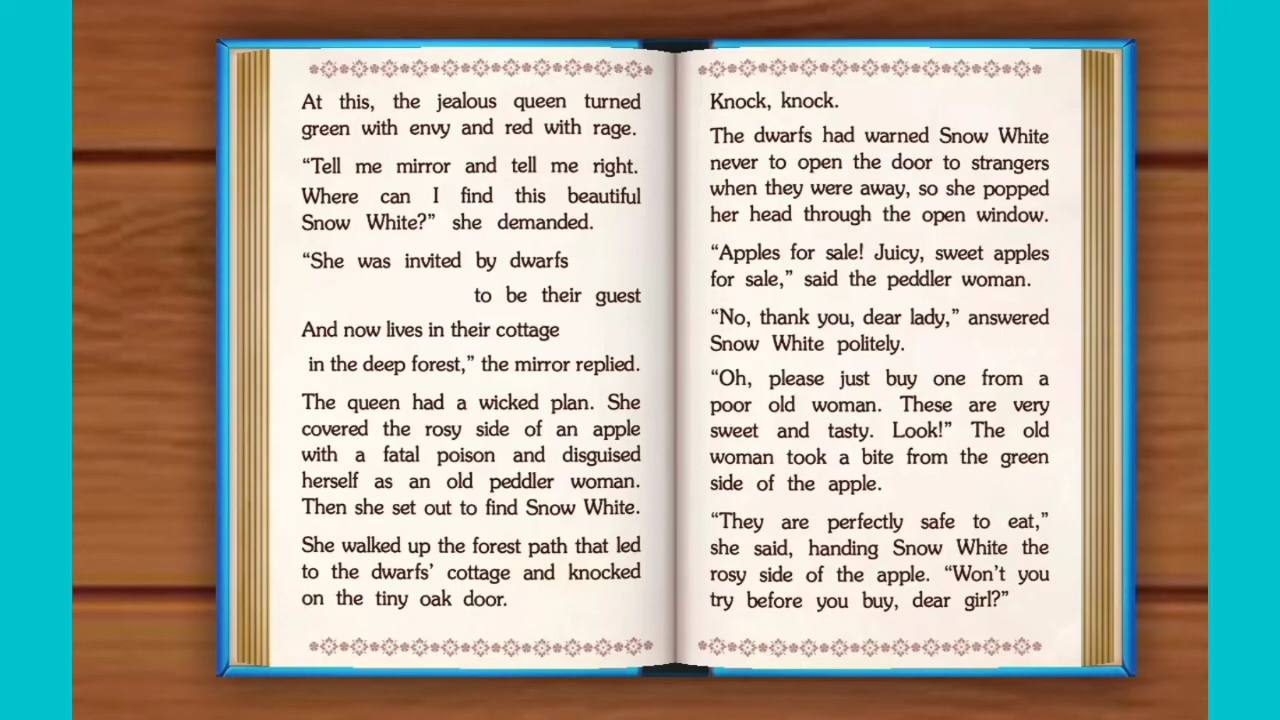 At this, the jealous queen turned
green with envy and red with rage.
“Tell me mirror and tell me right.
Where can I find this beautiful
Snow White?” she demanded.
“She was invited by dwarfs
to be their guest
And now lives in their cottage
in the deep forest,” the mirror replied.
The queen had a wicked plan. She
covered the rosy side of an apple
with a fatal poison and disguised
herself as an old peddler woman.
Then she set out to find Snow White.
She walked up the forest path that led
to the dwarfs’ cottage and knocked
on the tiny oak door.
Knock, knock.
The dwarfs had warned Snow White
never to open the door to strangers
when they were away, so she popped
her head through the open window.
“Apples for sale! Juicy, sweet apples
for sale,” said the peddler woman.
“No, thank you, dear lady,” answered
Snow White politely.
“Oh, please just buy one from a
poor old woman. These are very
sweet and tasty. Look!” The old
woman took a bite from the green
side of the apple.
“They are perfectly safe to eat,”
she said, handing Snow White the
rosy side of the apple. “Won’t you
try before you buy, dear girl?”